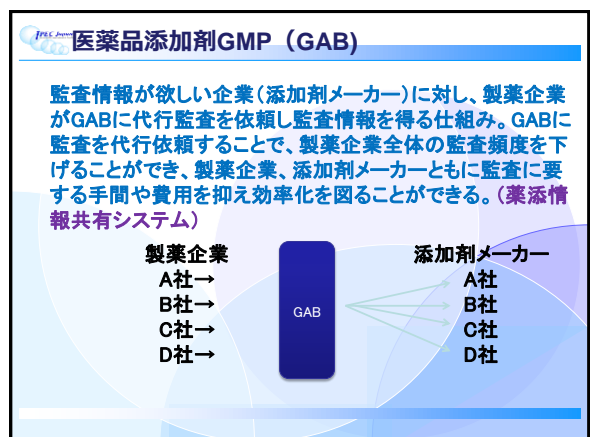 IPEC Japan
医薬品添加剤GMP（GAB)
監査情報が欲しい企業（添加剤メーカー）に対し、製薬企業
がGABに代行監査を依頼し監査情報を得る仕組み。GABに
監査を代行依頼することで、製薬企業全体の監査頻度を下
げることができ、製薬企業、添加剤メーカーともに監査に要
する手間や費用を抑え効率化を図ることができる。（薬添情
報共有システム）
製薬企業
A社→
B社→
C社→
D社→
GAB
添加剤メーカー
A社
B社
C社
D社